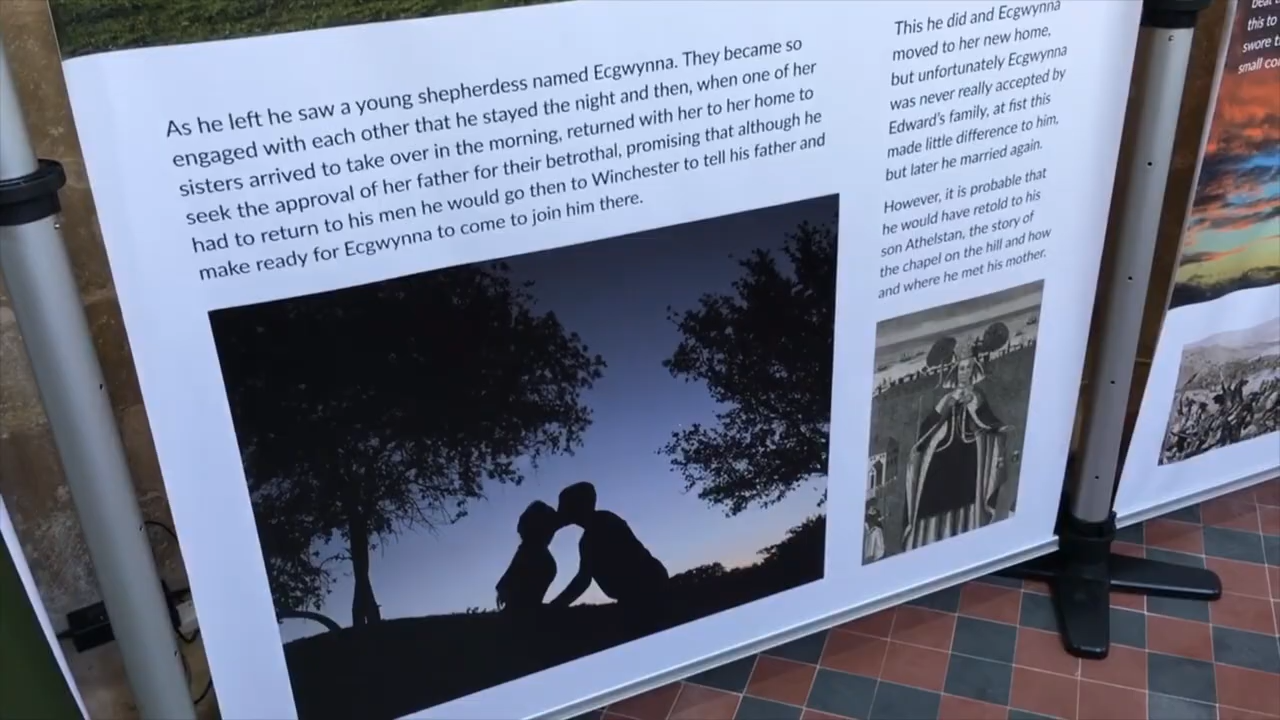 As he left he saw a young shepherdess named Ecgwynna. They became so
engaged with each other that he stayed the night and then, when one of her
sisters arrived to take over in the morning, returned with her to her home to
seek the approval of her father for their betrothal, promising that although he
had to return to his men he would go then to Winchester to tell his father and
make ready for Ecgwynna to come to join him there.
This he did and Ecgwynna
moved to her new home,
but unfortunately Ecgwynna
was never really accepted by
Edward's family, at fist this
made little difference to him,
but later he married again.
However, it is probable that
he would have retold to his
son Athelstan, the story of
the chapel on the hill and how
and where he met his mother.
this to
swore
small